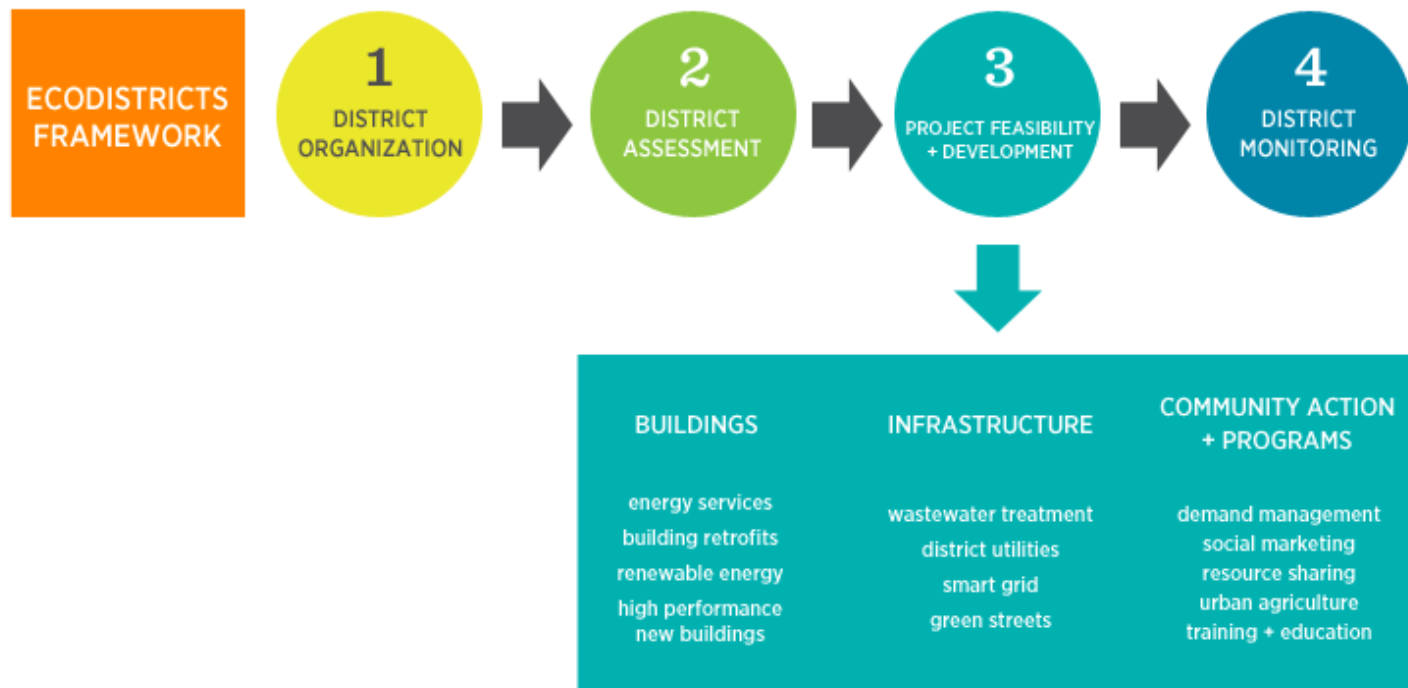 ECODISTRICTS
FRAMEWORK
1
DISTRICT
ORGANIZATION
2
DISTRICT
ASSESSMENT
3
PROJECT FEASIBILITY
+ DEVELOPMENT
4
DISTRICT
MONITORING
BUILDINGS
energy services
building retrofits
renewable energy
high performance
new buildings
INFRASTRUCTURE
wastewater treatment
district utilities
smart grid
green streets
COMMUNITY ACTION
+ PROGRAMS
demand management
social marketing
resource sharing
urban agriculture
training + education